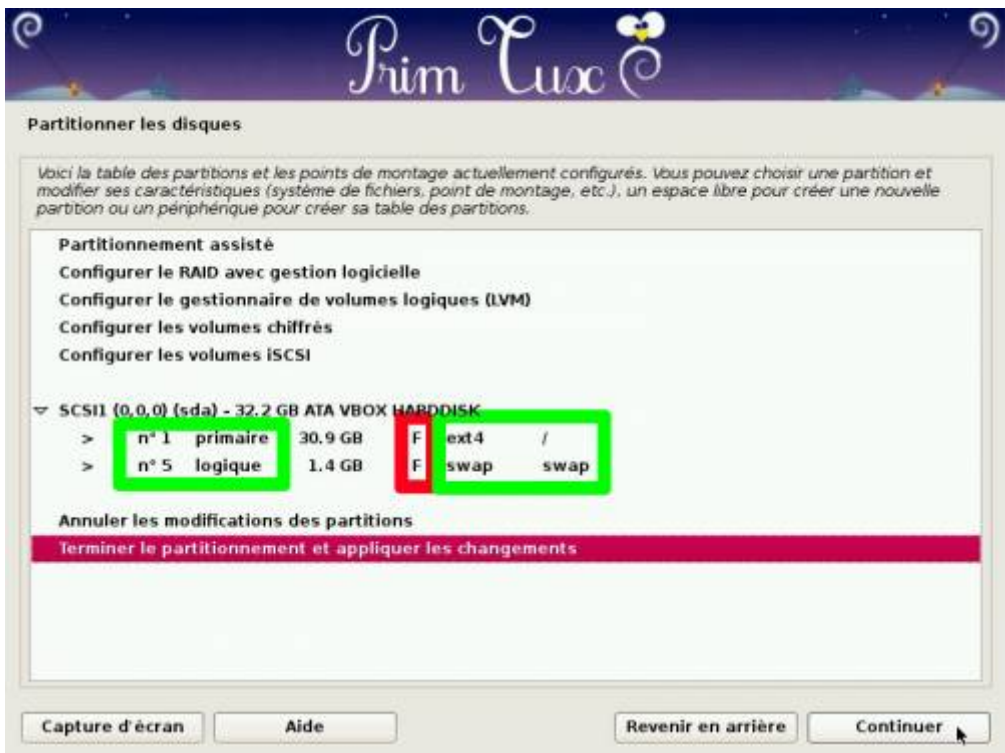 Prim Tux
Partitionner les disques
Voici la table des partitions et les points de montage actuellement configurés. Vous pouvez choisir une partition et
modifier ses caractéristiques (système de fichiers, point de montage, etc.), un espace libre pour créer une nouvelle
partition ou un périphérique pour créer sa table des partitions.
Partitionnement assisté
Configurer le RAID avec gestion logicielle
Configurer le gestionnaire de volumes logiques (LVM)
Configurer les volumes chiffrés
Configurer les volumes iSCSI
SCSI1 (0,0,0) (sda) - 32.2 GB ATA VBOX HARDDISK
> n° 1 primaire 30.9 GB F ext4 /
> n° 5 logique 1.4 GB F swap swap
Annuler les modifications des partitions
Terminer le partitionnement et appliquer les changements
Capture d'écran Aide Revenir en arrière Continuer